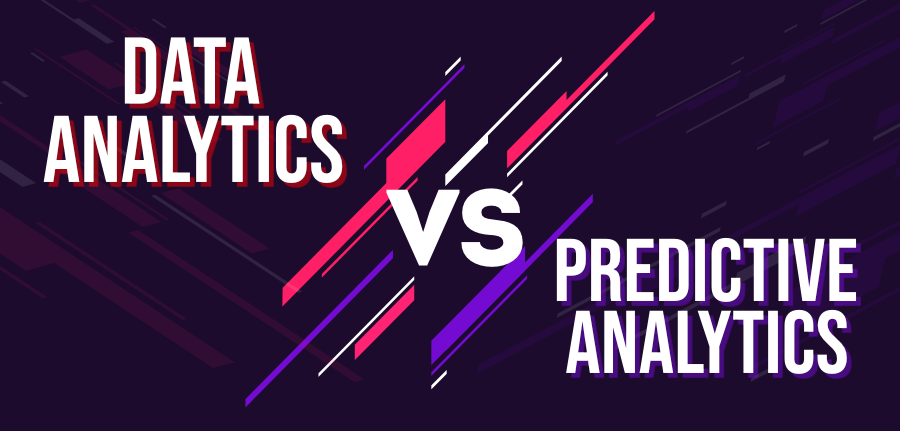 DATA
ANALYTICS
VS
PREDICTIVE
ANALYTICS